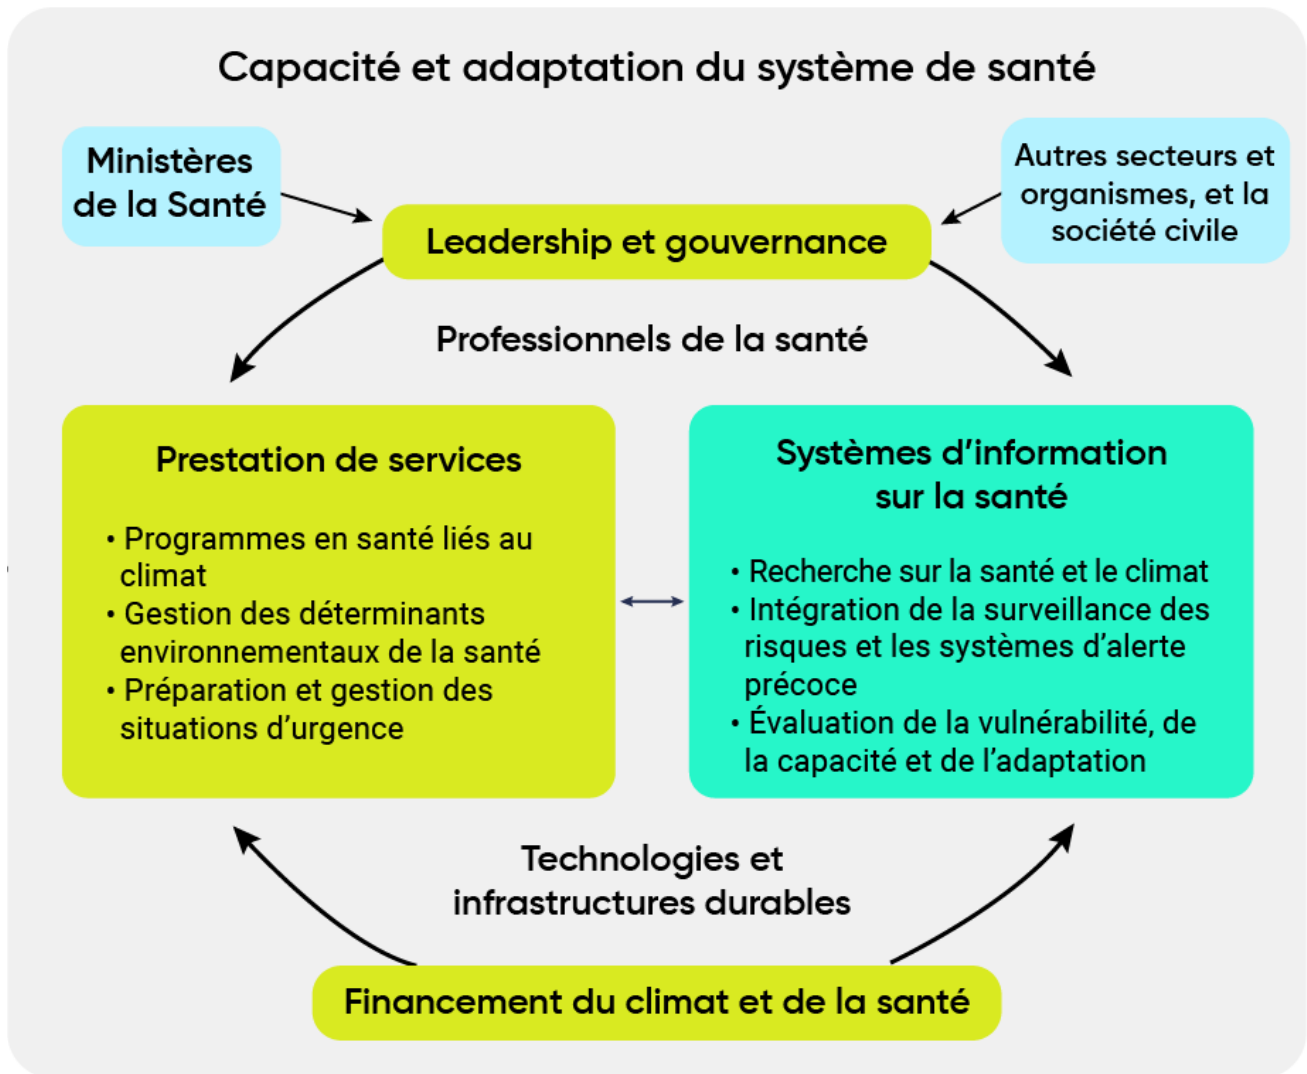 Capacité et adaptation du système de santé
Ministères
de la Santé
Autres secteurs et
organismes, et la
société civile
Leadership et gouvernance
Professionnels de la santé
Prestation de services
• Programmes en santé liés au
climat
• Gestion des déterminants
environnementaux de la santé
• Préparation et gestion des
situations d’urgence
Systèmes d’information
sur la santé
• Recherche sur la santé et le climat
• Intégration de la surveillance des
risques et les systèmes d’alerte
précoce
• Évaluation de la vulnérabilité, de
la capacité et de l’adaptation
Technologies et
infrastructures durables
Financement du climat et de la santé